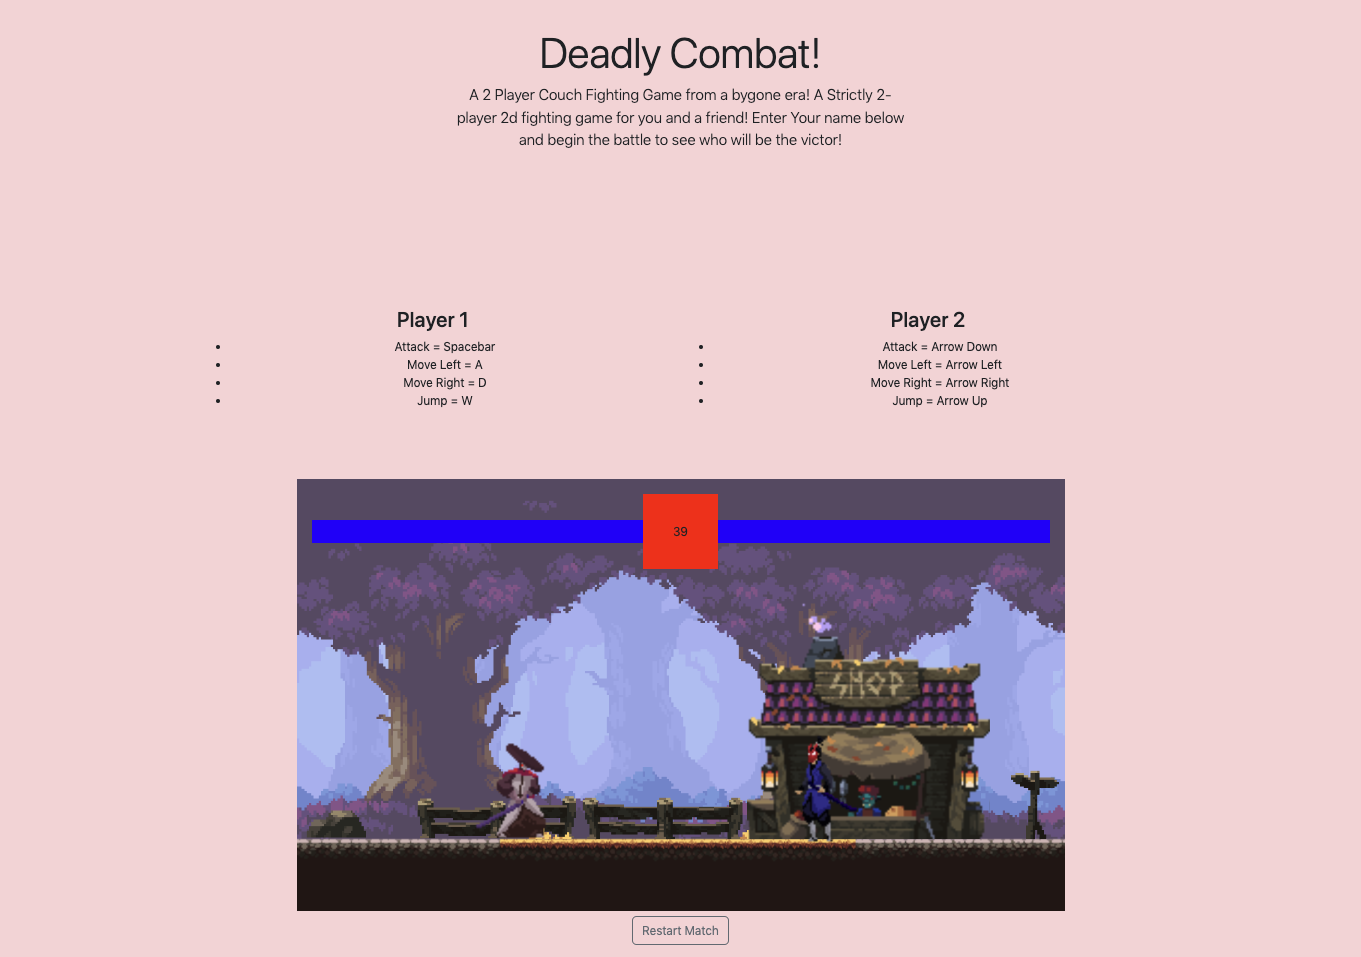 Deadly Combat!
A 2 Player Couch Fighting Game from a bygone era! A Strictly 2-
player 2d fighting game for you and a friend! Enter Your name below
and begin the battle to see who will be the victor!
Player 1
Attack = Spacebar
Move Left = A
Move Right = D
Jump = W
Player 2
Attack = Arrow Down
Move Left = Arrow Left
Move Right = Arrow Right
Jump = Arrow Up
39
SHOP
Restart Match